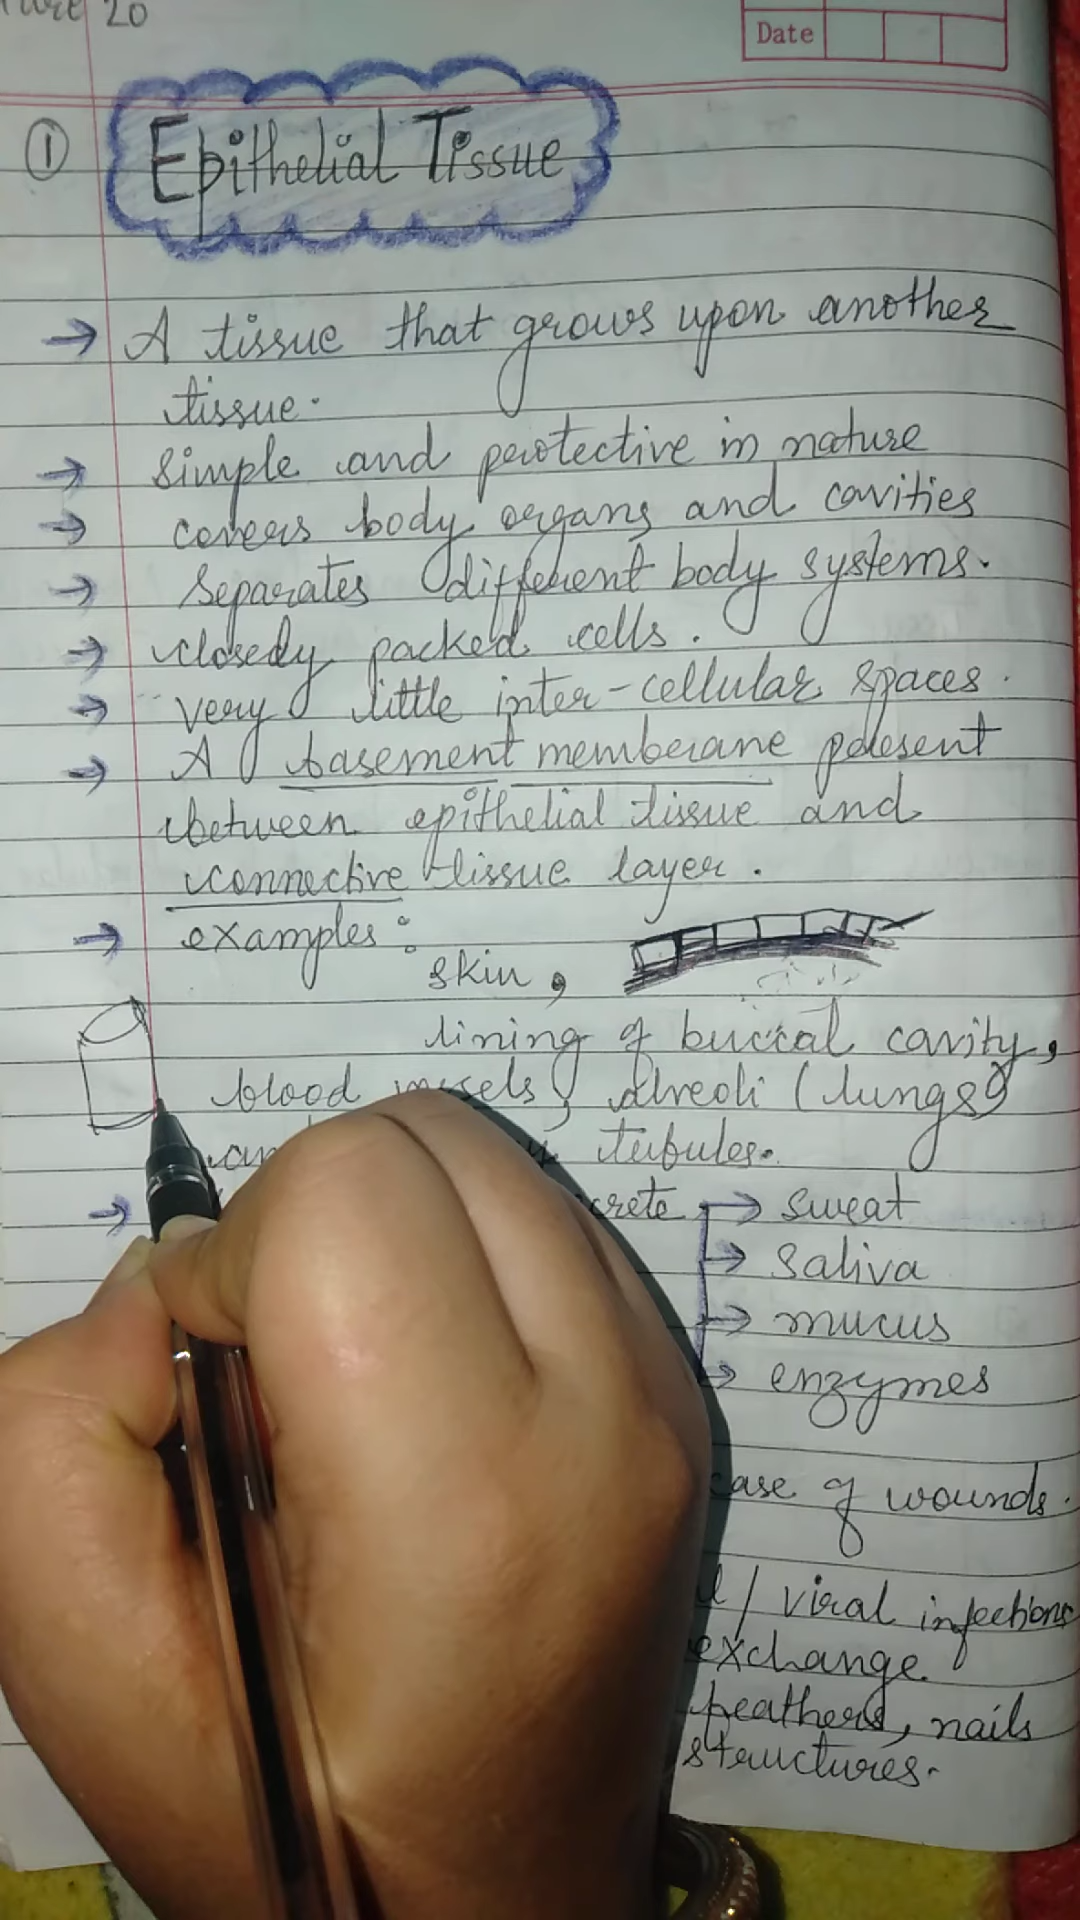 20
Date
① Epithelial Tissue
→ A tissue that grows upon another
tissue.
→ simple and protective in nature
→ covers body organs and cavities
→ separates different body systems.
→ closely packed cells.
→ very little inter-cellular spaces.
→ A basement membrane present
between epithelial tissue and
connective tissue layer.
→ examples:
skin,
lining of buccal cavity,
blood vessels, alveoli (lungs)
tubules.
→ → sweat
→ saliva
→ mucus
→ enzymes
case of wounds.
/ viral infections
exchange
feathers, nails
structures.